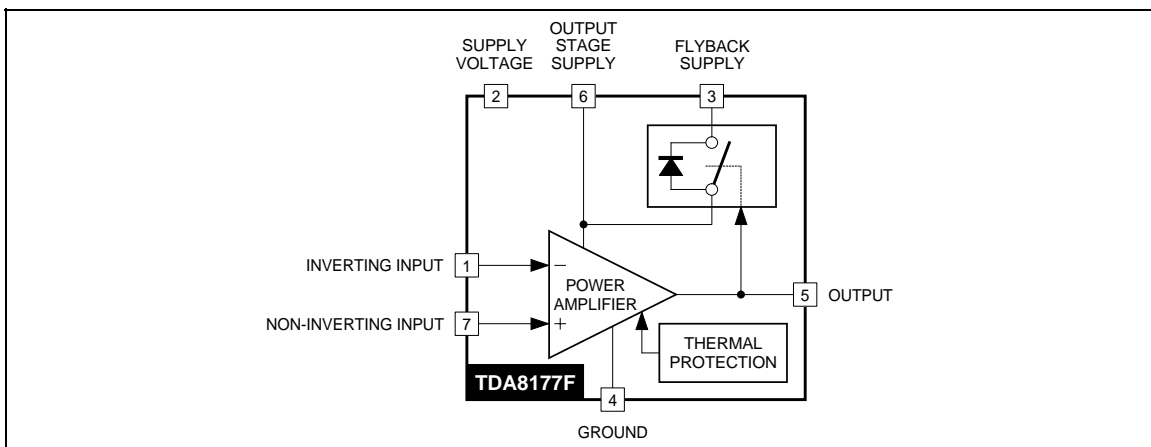 SUPPLY
VOLTAGE
OUTPUT
STAGE
SUPPLY
FLYBACK
SUPPLY
2
6
3
INVERTING INPUT
1
−
POWER
AMPLIFIER
5
OUTPUT
NON-INVERTING INPUT
7
+
THERMAL
PROTECTION
TDA8177F
4
GROUND